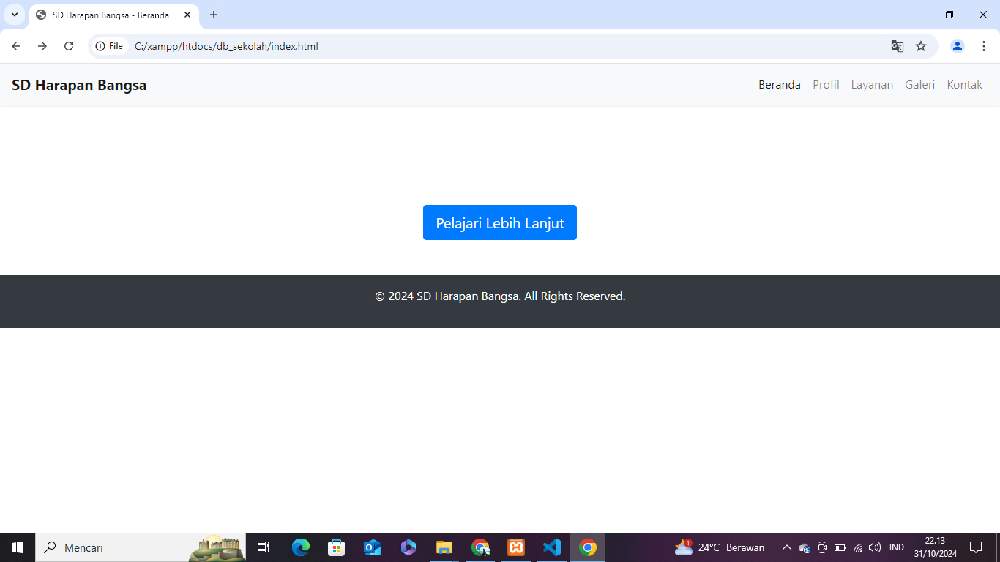 SD Harapan Bangsa - Beranda
File C:/xampp/htdocs/db_sekolah/index.html
SD Harapan Bangsa
Beranda Profil Layanan Galeri Kontak
Pelajari Lebih Lanjut
© 2024 SD Harapan Bangsa. All Rights Reserved.
Mencari
1
24°C Berawan
IND
22.13
31/10/2024